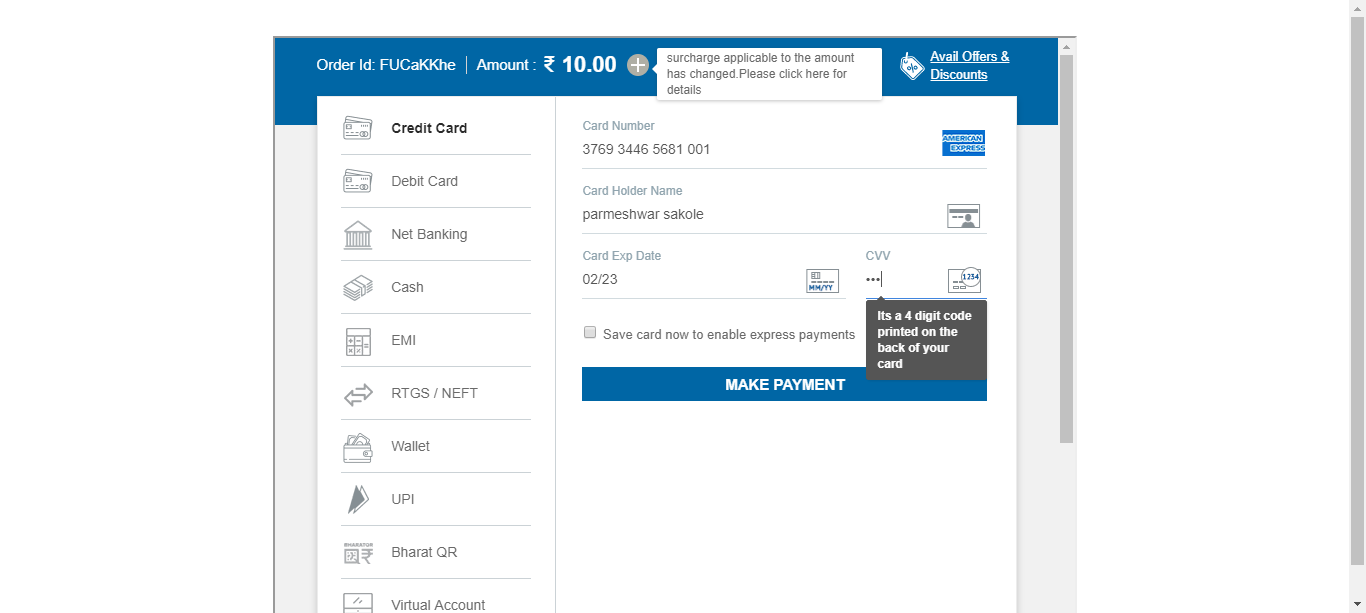 Order Id: FUCaKKhe | Amount : ₹ 10.00
surcharge applicable to the amount
has changed.Please click here for
details
Avail Offers &
Discounts
Credit Card
Debit Card
Net Banking
Cash
EMI
RTGS / NEFT
Wallet
UPI
BHARATQR
Bharat QR
Virtual Account
Card Number
3769 3446 5681 001
AMERICAN
EXPRESS
Card Holder Name
parmeshwar sakole
Card Exp Date
02/23
MM/YY
CVV
•••
1234
Its a 4 digit code
printed on the
back of your
card
Save card now to enable express payments
MAKE PAYMENT